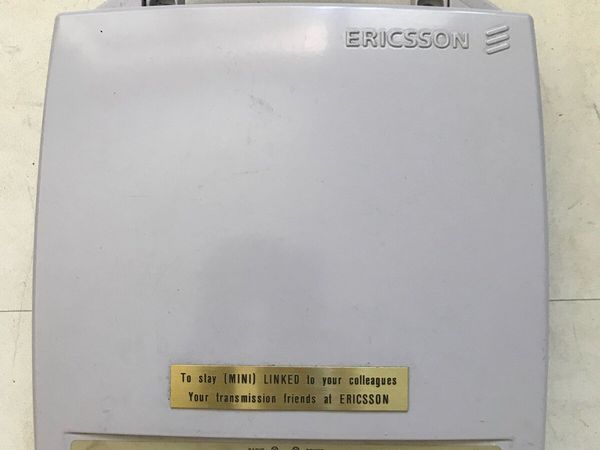 ERICSSON
To stay (MINI) LINKED to your colleagues
Your transmission friends at ERICSSON